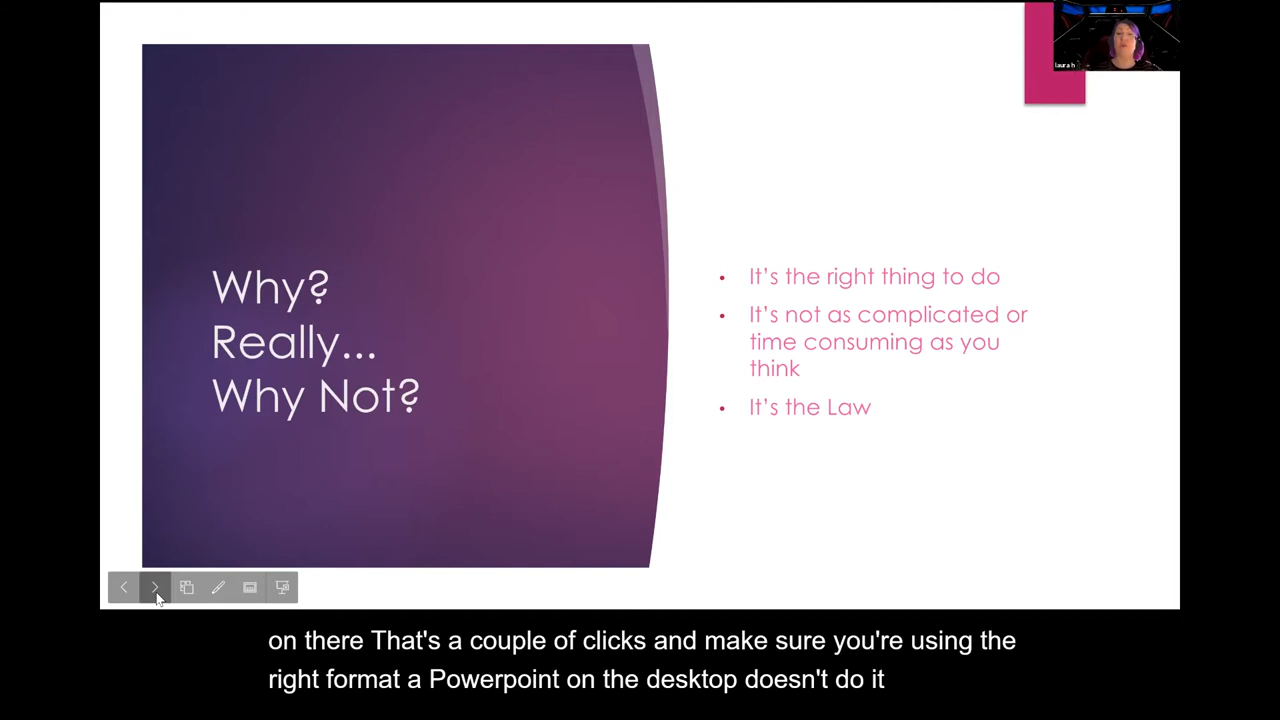 laura h
Why?
Really...
Why Not?
• It's the right thing to do
• It's not as complicated or
time consuming as you
think
• It's the Law
on there That's a couple of clicks and make sure you're using the
right format a Powerpoint on the desktop doesn't do it